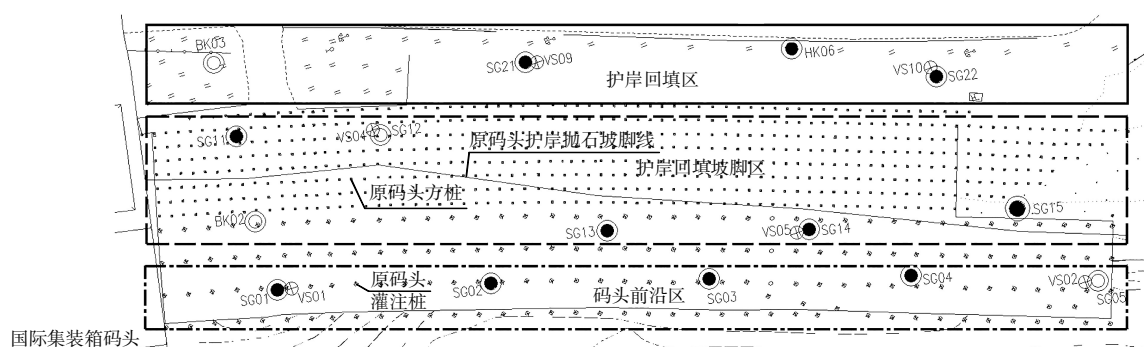 BK03
SG21
VS09
HK06
VS10
SG22
护岸回填区
SG11
VS04
SG12
原码头护岸抛石坡脚线
护岸回填坡脚区
原码头方桩
BK02
SG13
VS05
SG14
SG15
SG01
VS01
原码头
灌注桩
SG02
码头前沿区
SG03
SG04
VS02
SG05
国际集装箱码头